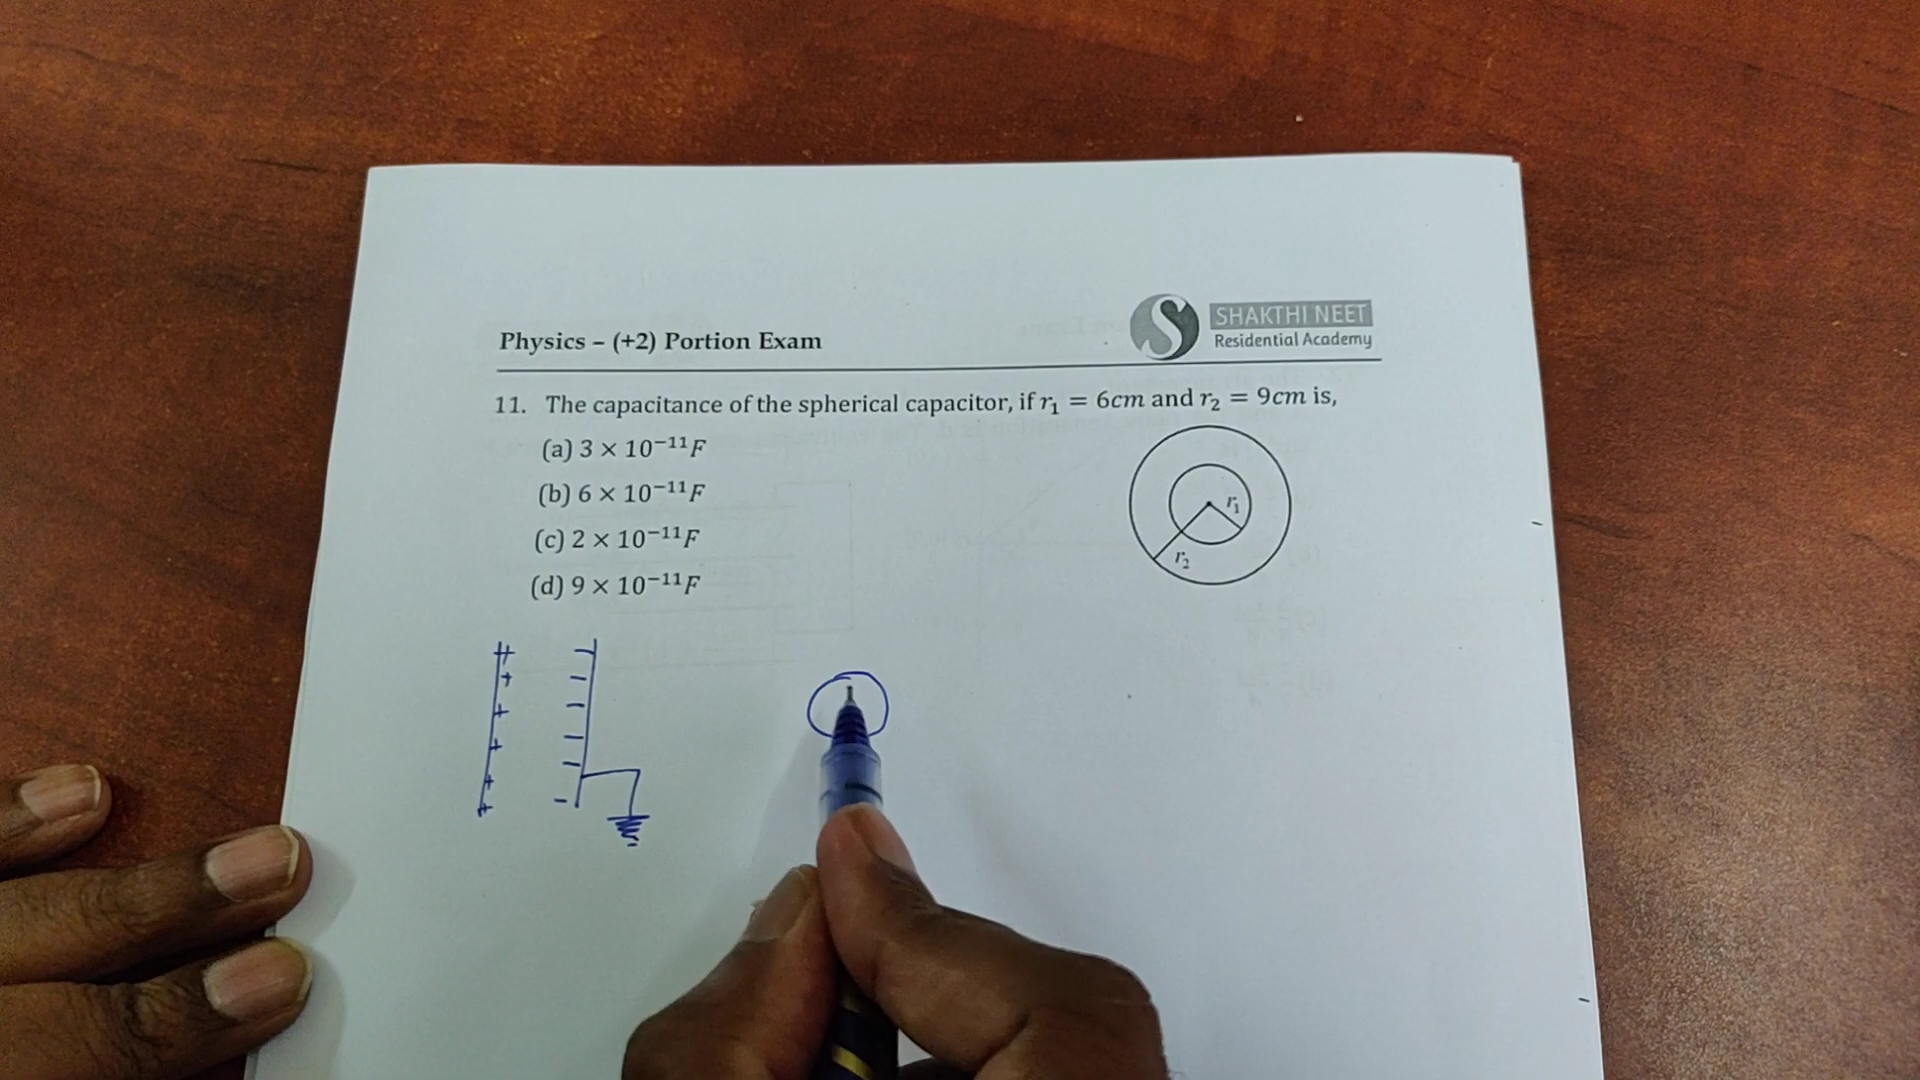 Physics – (+2) Portion Exam
SHAKTHI NEET
Residential Academy
11. The capacitance of the spherical capacitor, if r₁ = 6cm and r₂ = 9cm is,
(a) 3 × 10⁻¹¹F
(b) 6 × 10⁻¹¹F
(c) 2 × 10⁻¹¹F
(d) 9 × 10⁻¹¹F
r₁
r₂